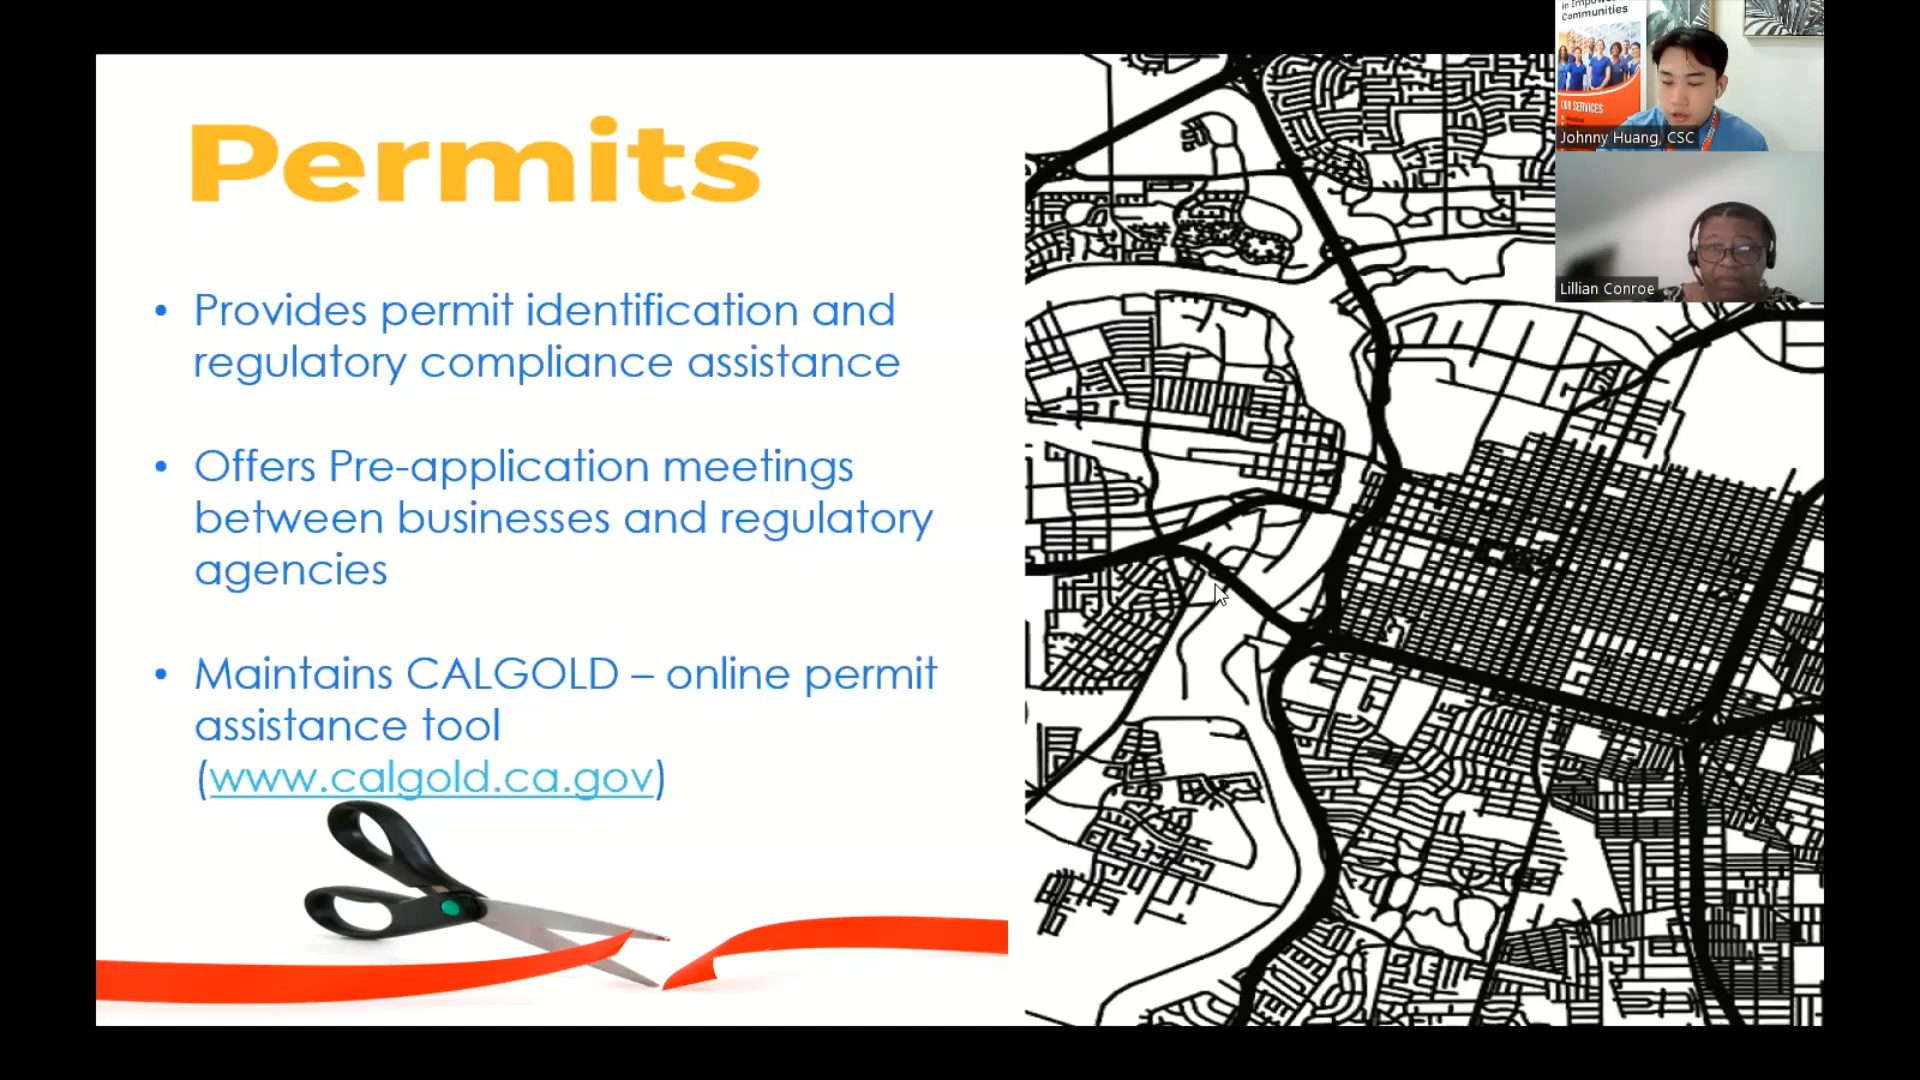 Permits
• Provides permit identification and
regulatory compliance assistance
• Offers Pre-application meetings
between businesses and regulatory
agencies
• Maintains CALGOLD – online permit
assistance tool
(www.calgold.ca.gov)
Communities
OUR SERVICES
Johnny Huang, CSC
Lillian Conroe